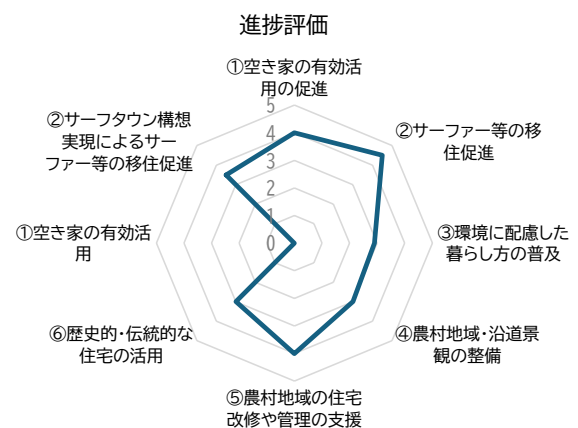 進捗評価
①空き家の有効活
用の促進
②サーファー等の移
住促進
③環境に配慮した
暮らし方の普及
④農村地域・沿道景
観の整備
⑤農村地域の住宅
改修や管理の支援
⑥歴史的・伝統的な
住宅の活用
①空き家の有効活
用
②サーフタウン構想
実現によるサー
ファー等の移住促進
5
4
3
2
1
0